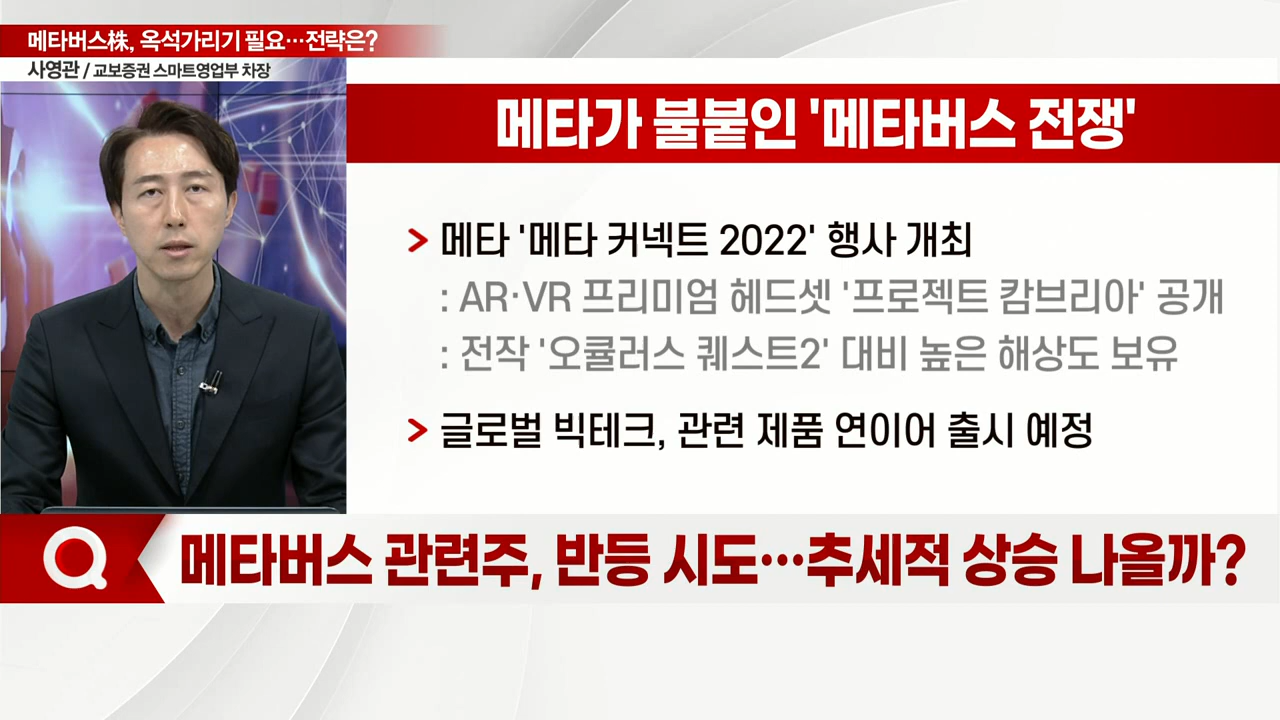 메타버스株, 옥석가리기 필요…전략은?
사영관 / 교보증권 스마트영업부 차장
메타가 불붙인 '메타버스 전쟁'
> 메타 '메타 커넥트 2022' 행사 개최
: AR·VR 프리미엄 헤드셋 '프로젝트 캄브리아' 공개
: 전작 '오큘러스 퀘스트2' 대비 높은 해상도 보유
> 글로벌 빅테크, 관련 제품 연이어 출시 예정
Q 메타버스 관련주, 반등 시도…추세적 상승 나올까?